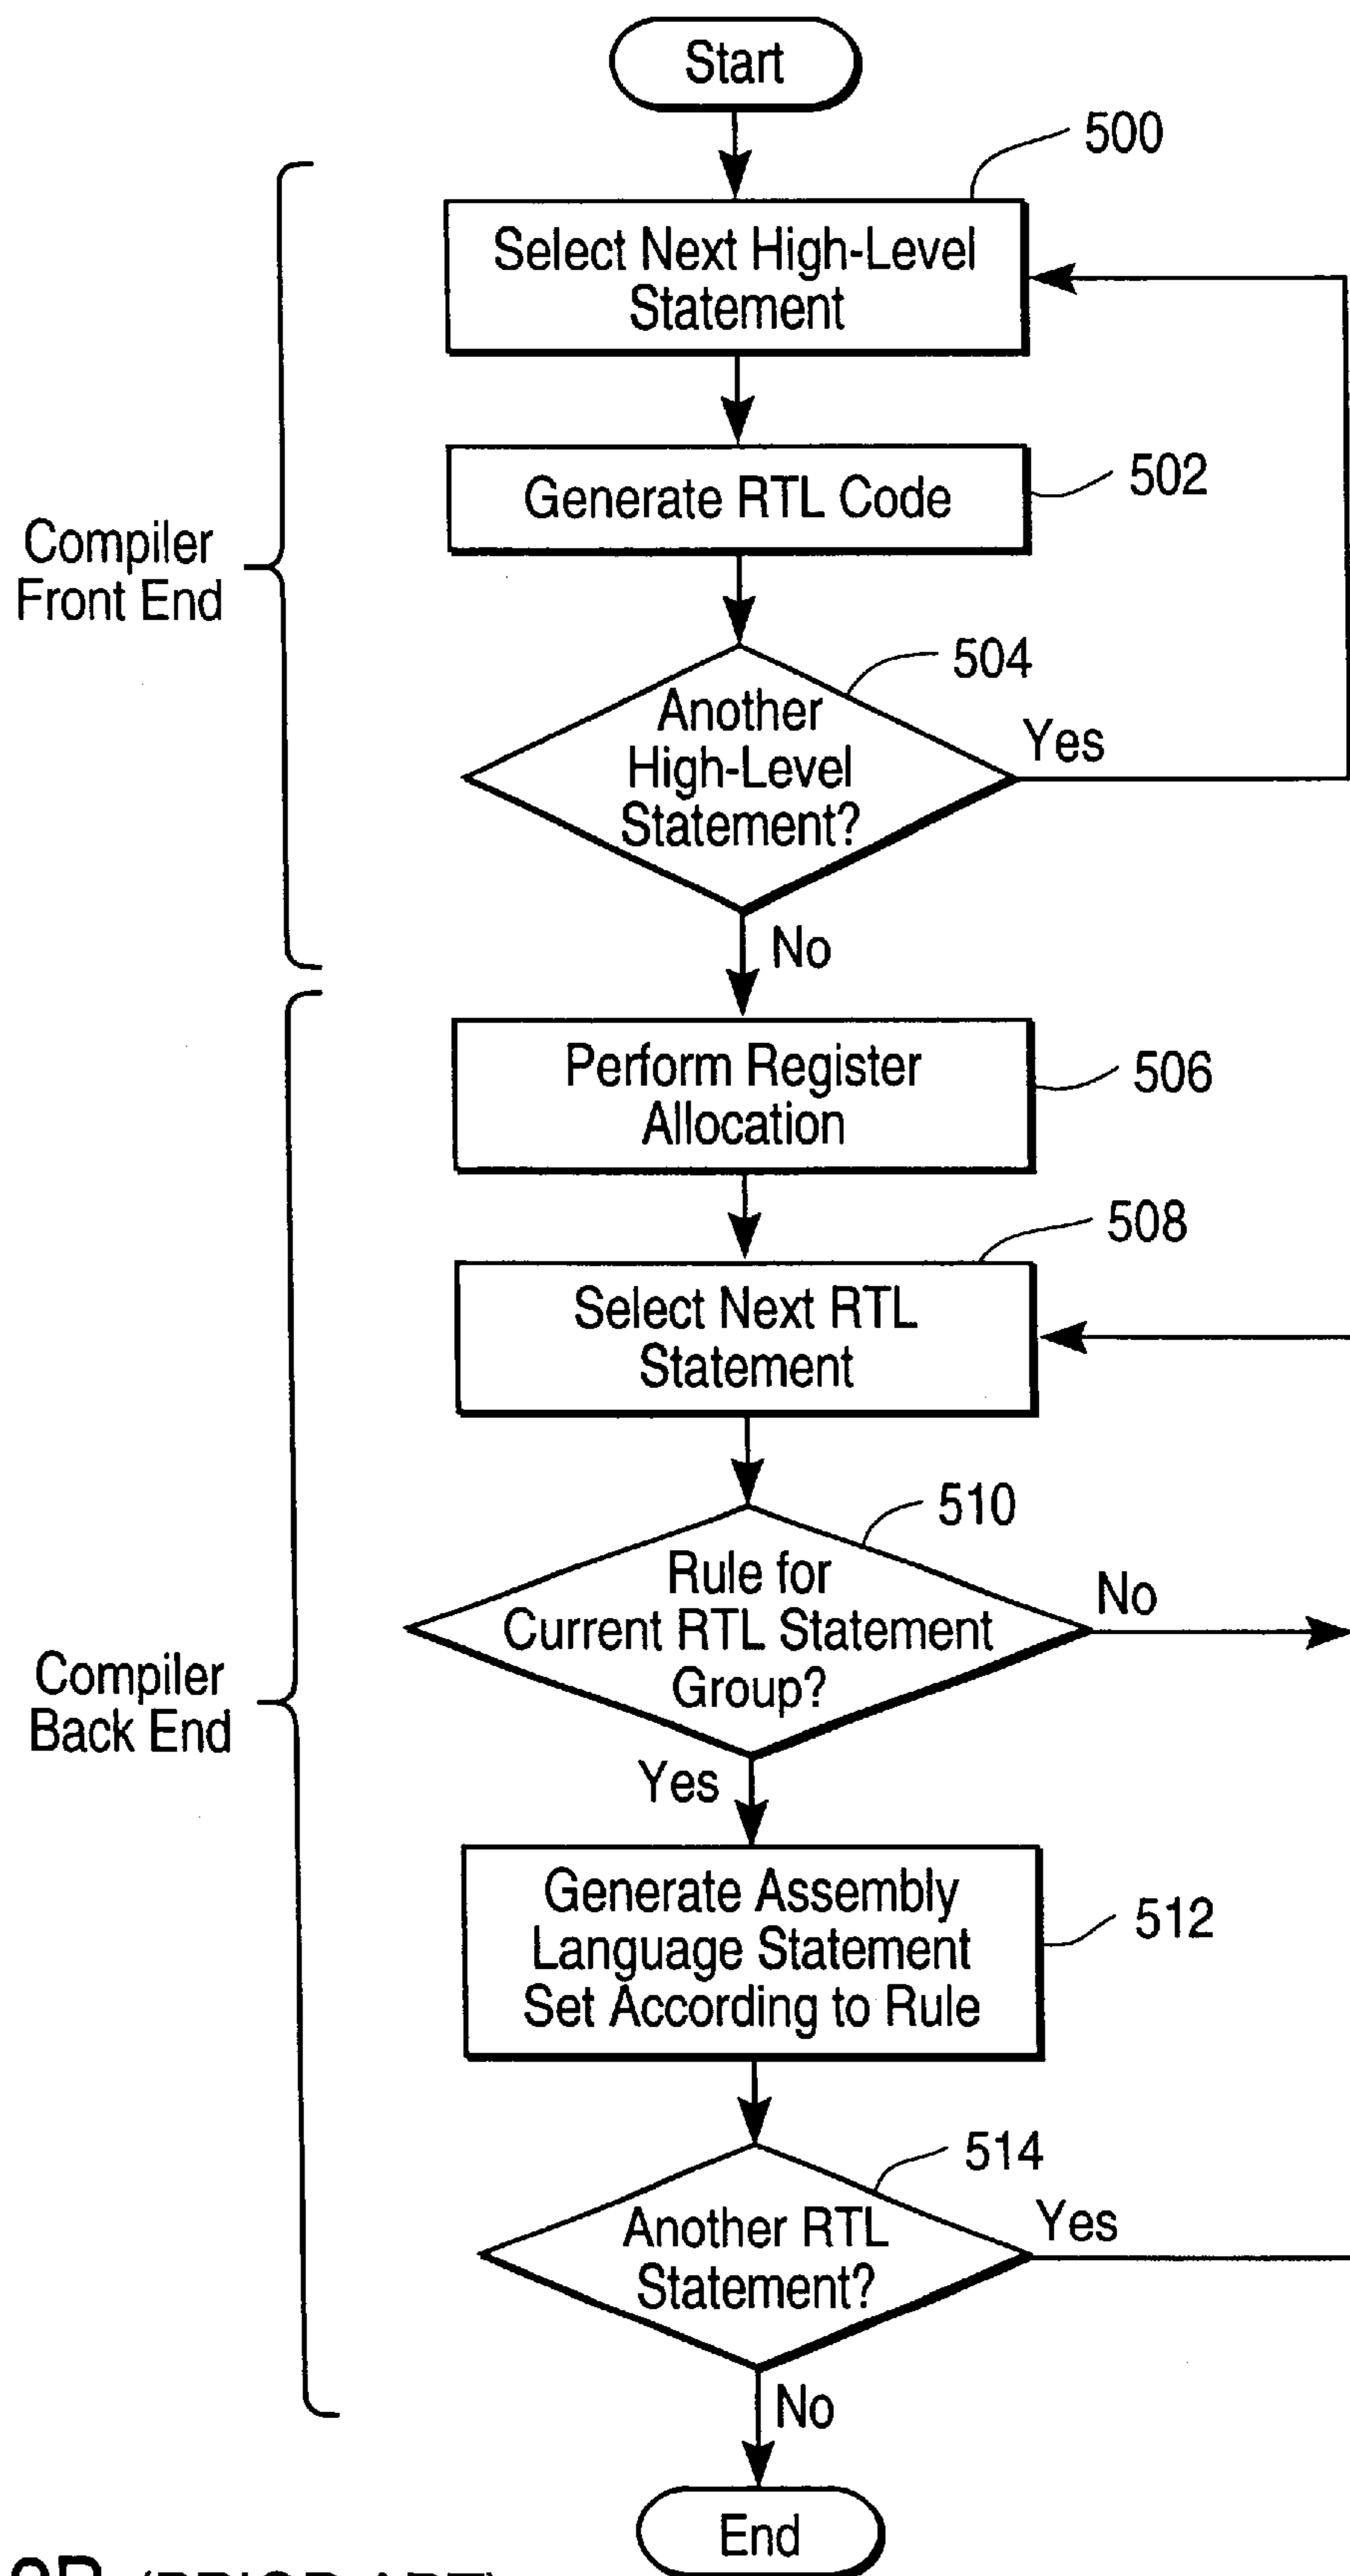 Start
500
Select Next High-Level
Statement
Generate RTL Code
502
Compiler
Front End
504
Another
High-Level
Statement?
Yes
No
Perform Register
Allocation
506
508
Select Next RTL
Statement
510
Rule for
Current RTL Statement
Group?
No
Compiler
Back End
Yes
Generate Assembly
Language Statement
Set According to Rule
512
514
Another RTL
Statement?
Yes
No
End
(PRIOR ART)